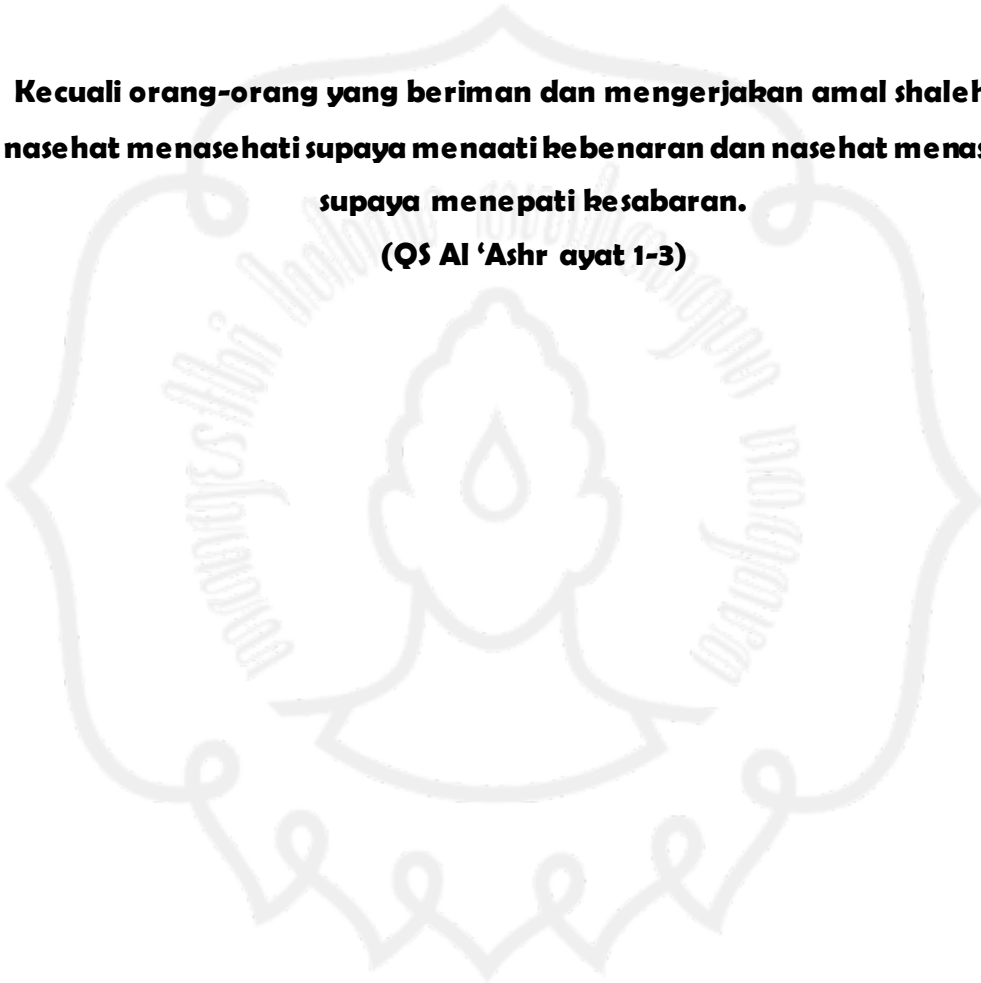 Kecuali orang-orang yang beriman dan mengerjakan amal shaleh
nasehat menasehati supaya menaati kebenaran dan nasehat menas
supaya menepati kesabaran.
(QS Al ‘Ashr ayat 1-3)